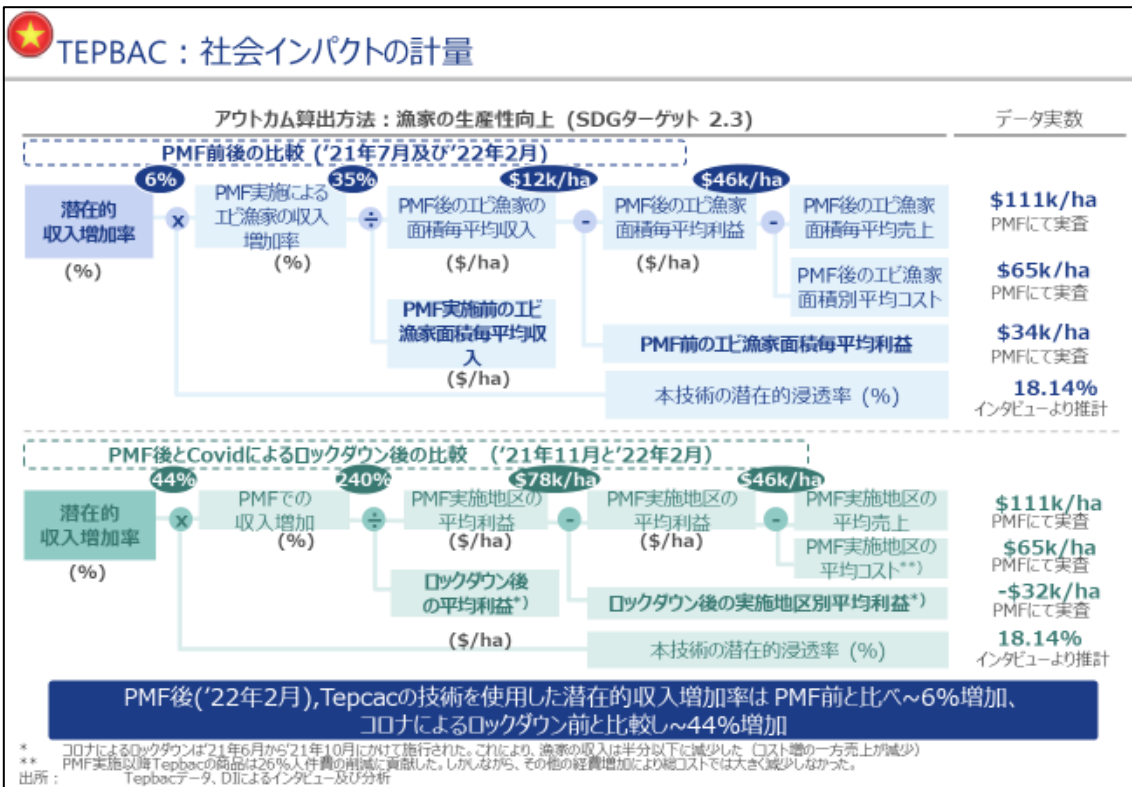 TEPBAC：社会インパクトの計量
アウトカム算出方法：漁家の生産性向上 (SDGターゲット 2.3)
データ実数
PMF前後の比較 ('21年7月及び'22年2月)
6%
35%
$12k/ha
$46k/ha
潜在的
収入増加率
(%)
x
PMF実施による
エビ漁家の収入
増加率
(%)
÷
PMF後のエビ漁家の
面積毎平均収入
($/ha)
-
PMF後のエビ漁家
面積毎平均利益
($/ha)
-
PMF後のエビ漁家
面積毎平均売上
$111k/ha
PMFにて実査
PMF後のエビ漁家
面積別平均コスト
$65k/ha
PMFにて実査
PMF実施前のエビ
漁家面積毎平均収
入
($/ha)
PMF前のエビ漁家面積毎平均利益
$34k/ha
PMFにて実査
本技術の潜在的浸透率 (%)
18.14%
インタビューより推計
PMF後とCovidによるロックダウン後の比較 ('21年11月と'22年2月)
44%
240%
$78k/ha
$46k/ha
潜在的
収入増加率
(%)
x
PMFでの
収入増加
(%)
÷
PMF実施地区の
平均利益
($/ha)
-
PMF実施地区の
平均利益
($/ha)
-
PMF実施地区の
平均売上
$111k/ha
PMFにて実査
PMF実施地区の
平均コスト**)
$65k/ha
PMFにて実査
ロックダウン後
の平均利益*)
($/ha)
ロックダウン後の実施地区別平均利益*)
-$32k/ha
PMFにて実査
本技術の潜在的浸透率 (%)
18.14%
インタビューより推計
PMF後('22年2月),Tepcacの技術を使用した潜在的収入増加率は PMF前と比べ~6%増加、
コロナによるロックダウン前と比較し~44%増加
* コロナによるロックダウンは'21年6月から'21年10月にかけて施行された。これにより、漁家の収入は半分以下に減少した（コスト増の一方売上が減少）
** PMF実施以降Tepbacの商品は26%人件費の削減に貢献した。しかしながら、その他の経費増加により総コストでは大きく減少しなかった。
出所： Tepbacデータ、DIIによるインタビュー及び分析